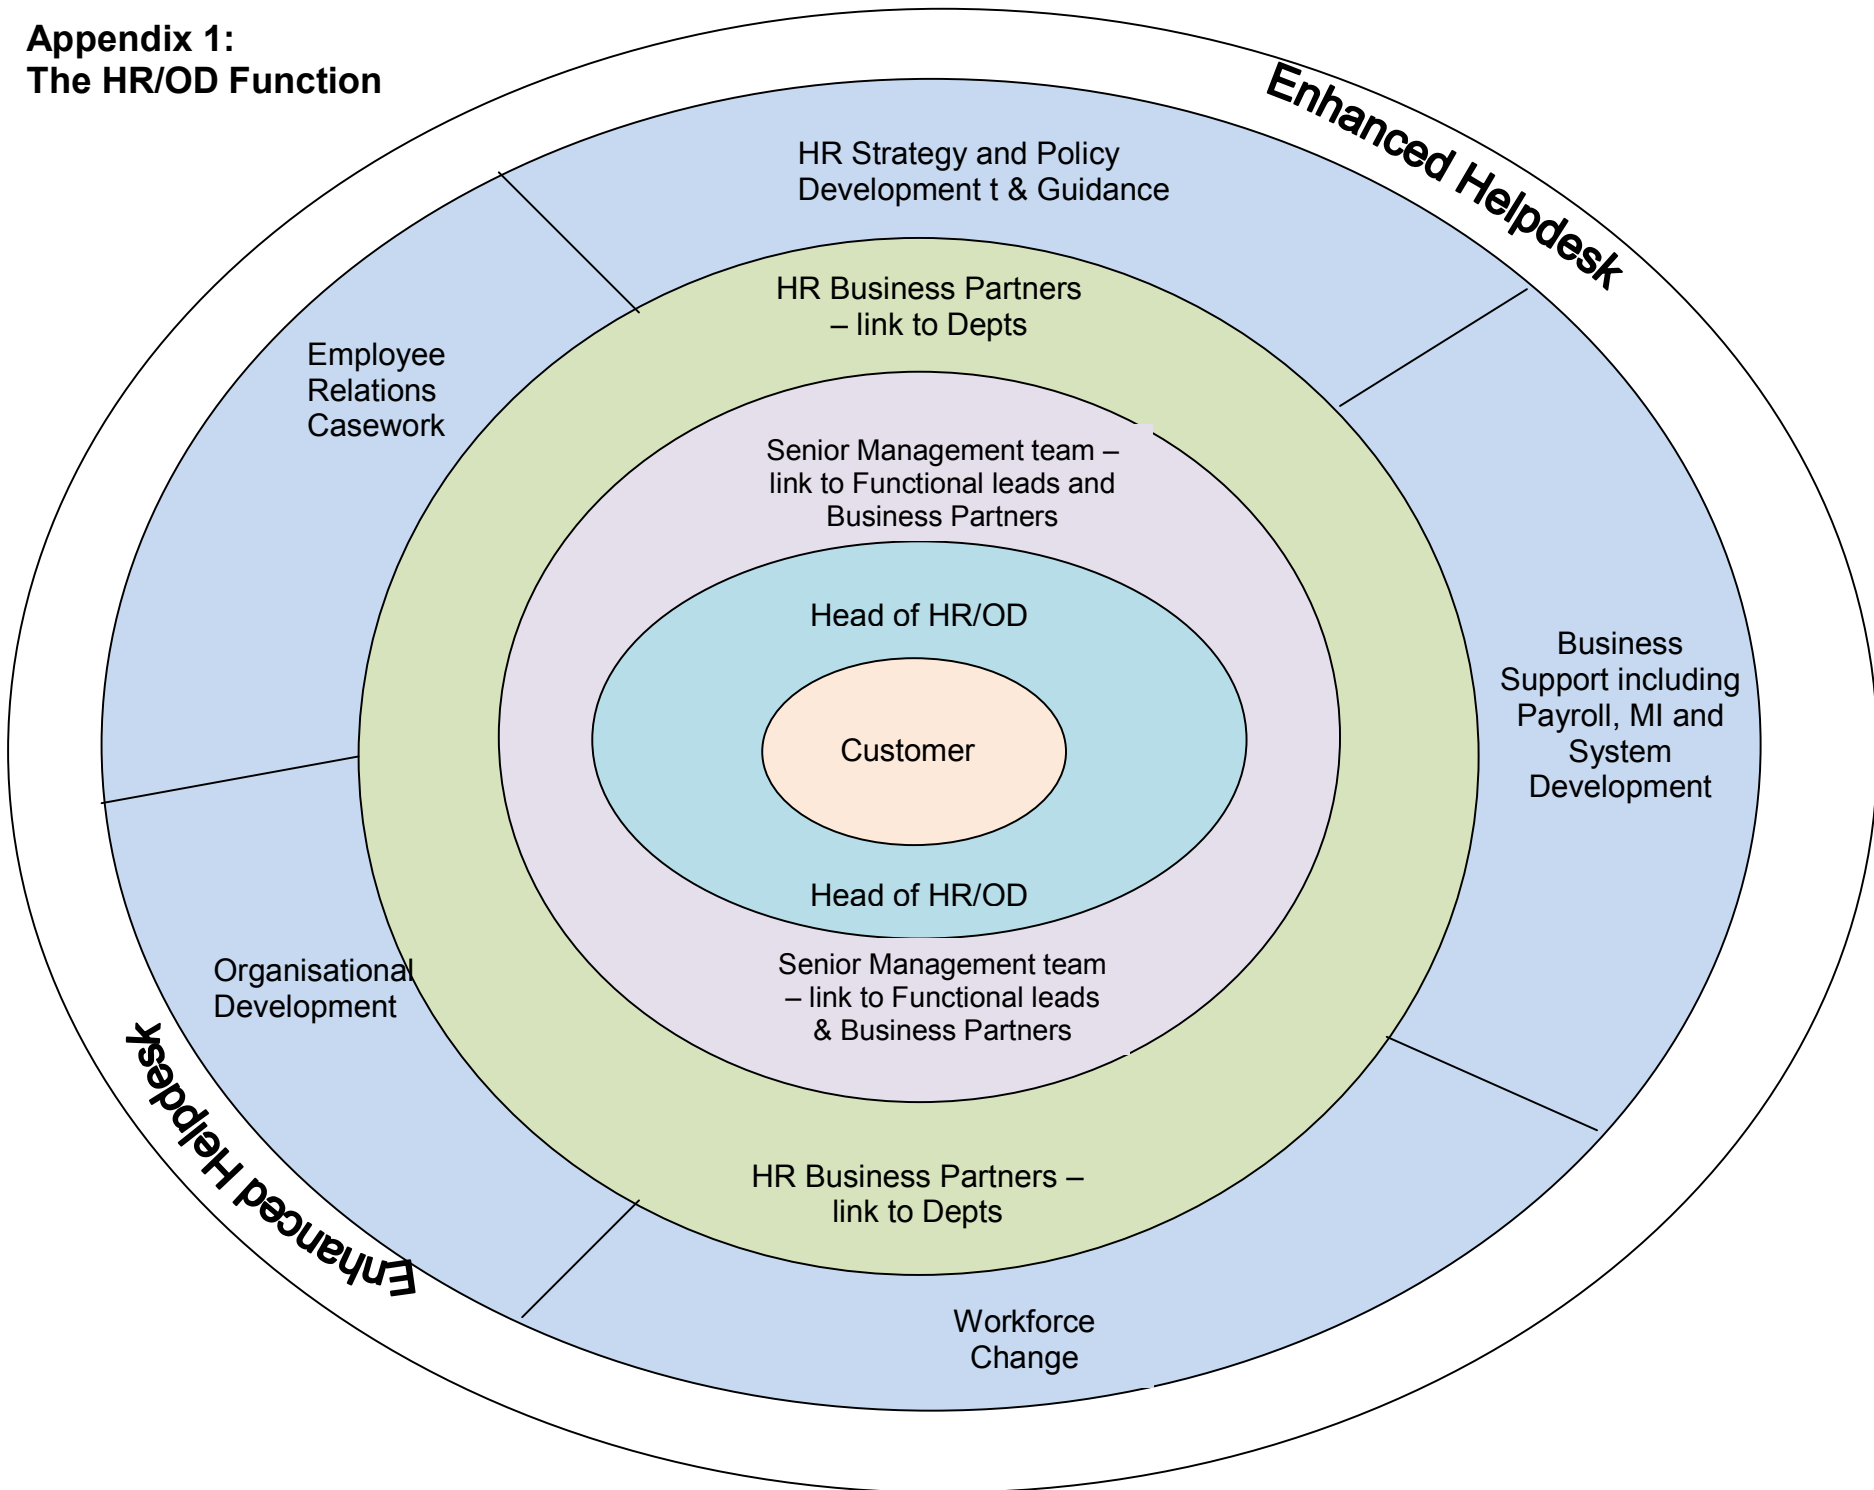 Appendix 1:
The HR/OD Function
Enhanced Helpdesk
HR Strategy and Policy
Development t & Guidance
HR Business Partners
– link to Depts
Employee
Relations
Casework
Senior Management team –
link to Functional leads and
Business Partners
Head of HR/OD
Business
Support including
Payroll, MI and
System
Development
Customer
Head of HR/OD
Senior Management team
– link to Functional leads
& Business Partners
Organisational
Development
Enhanced Helpdesk
HR Business Partners –
link to Depts
Workforce
Change